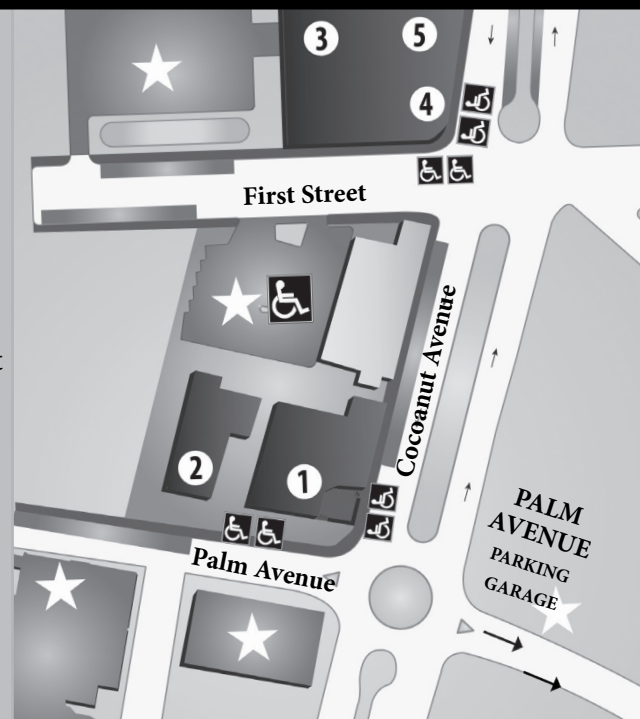 3
5
4
First Street
Cocoanut Avenue
2
1
PALM
AVENUE
PARKING
GARAGE
Palm Avenue